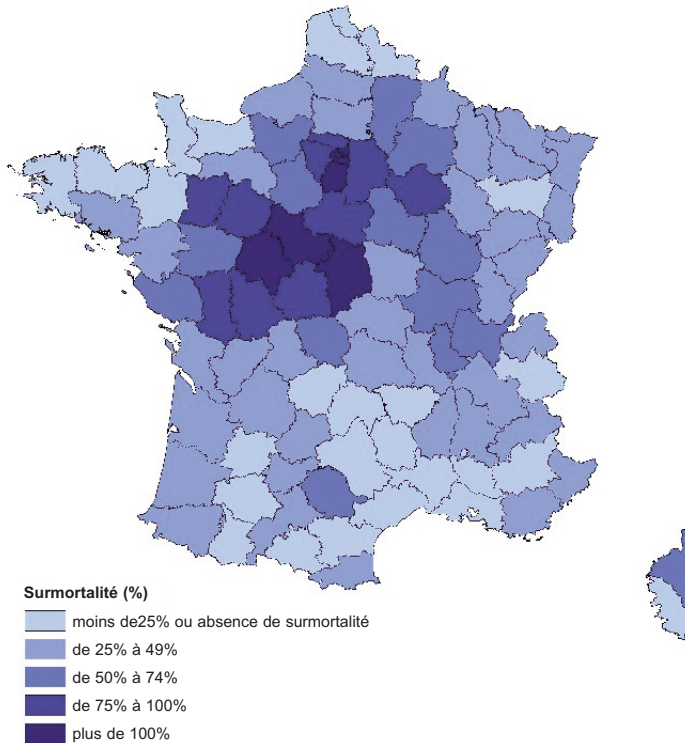 Surmortalité (%)
moins de25% ou absence de surmortalité
de 25% à 49%
de 50% à 74%
de 75% à 100%
plus de 100%